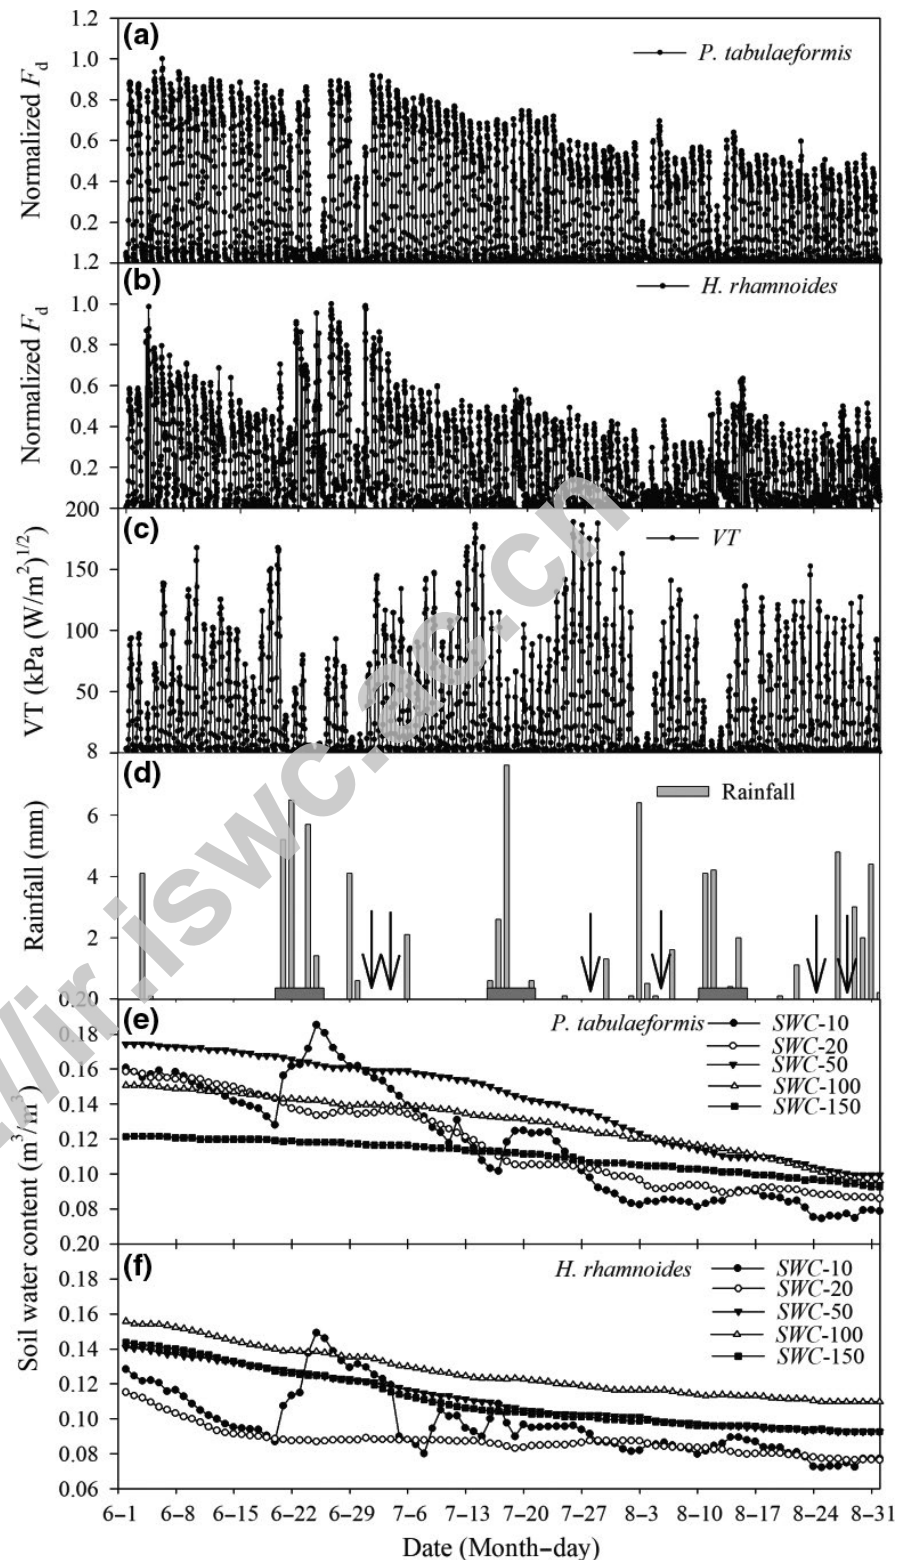 (a)
P. tabulaeformis
Normalized Fd
1.2
1.0
0.8
0.6
0.4
0.2
1.2
(b)
H. rhamnoides
Normalized Fd
1.0
0.8
0.6
0.4
0.2
200
(c)
VT
VT (kPa (W/m²)^1/2)
150
100
50
8
(d)
Rainfall
Rainfall (mm)
6
4
2
0.20
(e)
P. tabulaeformis
SWC-10
SWC-20
SWC-50
SWC-100
SWC-150
Soil water content (m³/m³)
0.18
0.16
0.14
0.12
0.10
0.08
0.20
(f)
H. rhamnoides
SWC-10
SWC-20
SWC-50
SWC-100
SWC-150
0.18
0.16
0.14
0.12
0.10
0.08
0.06
6–1 6–8 6–15 6–22 6–29 7–6 7–13 7–20 7–27 8–3 8–10 8–17 8–24 8–31
Date (Month–day)
//ir.iswc.ac.cn